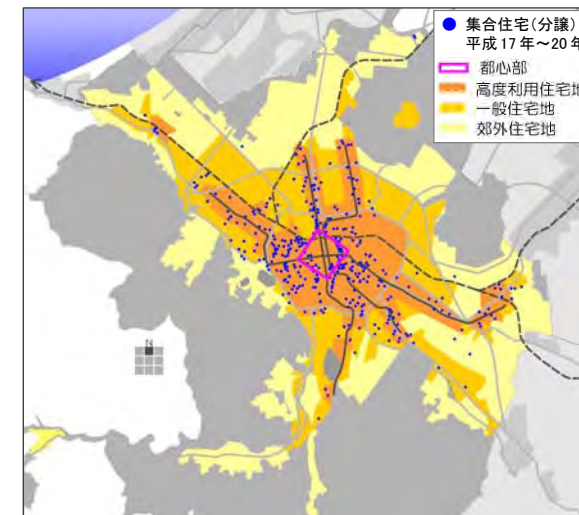 集合住宅(分譲)
平成17年～20年
都心部
高度利用住宅地
一般住宅地
郊外住宅地
N